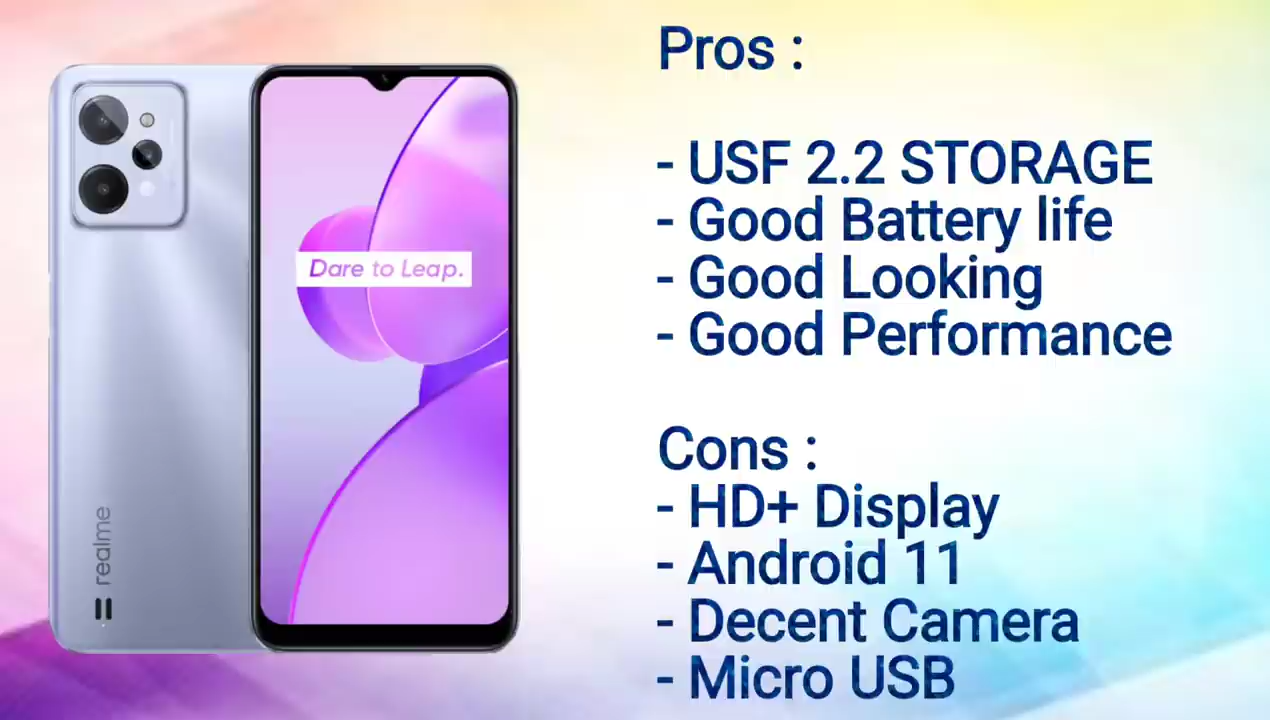 Pros :
- USF 2.2 STORAGE
- Good Battery life
- Good Looking
- Good Performance
Cons :
- HD+ Display
- Android 11
- Decent Camera
- Micro USB
Dare to Leap.
realme